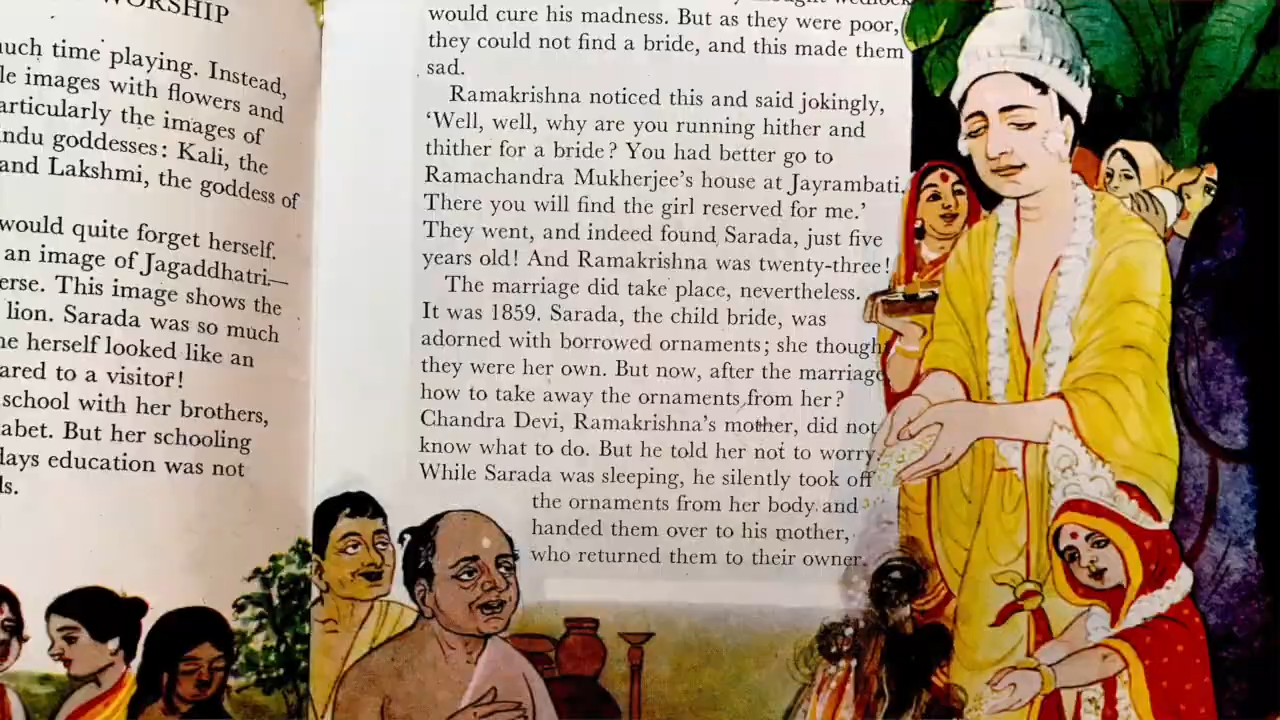 WORSHIP
much time playing. Instead,
images with flowers and
particularly the images of
goddesses: Kali, the
and Lakshmi, the goddess of
would quite forget herself.
an image of Jagaddhatri—
This image shows the
lion. Sarada was so much
herself looked like an
to a visitor!
school with her brothers,
But her schooling
days education was not
would cure his madness. But as they were poor,
they could not find a bride, and this made them
sad.
Ramakrishna noticed this and said jokingly,
‘Well, well, why are you running hither and
thither for a bride? You had better go to
Ramachandra Mukherjee’s house at Jayrambati.
There you will find the girl reserved for me.’
They went, and indeed found Sarada, just five
years old! And Ramakrishna was twenty-three!
The marriage did take place, nevertheless.
It was 1859. Sarada, the child bride, was
adorned with borrowed ornaments; she though
they were her own. But now, after the marriage
how to take away the ornaments from her?
Chandra Devi, Ramakrishna’s mother, did not
know what to do. But he told her not to worry.
While Sarada was sleeping, he silently took off
the ornaments from her body and
handed them over to his mother,
who returned them to their owner.